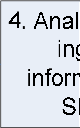 4. Anal
ing
inform
S